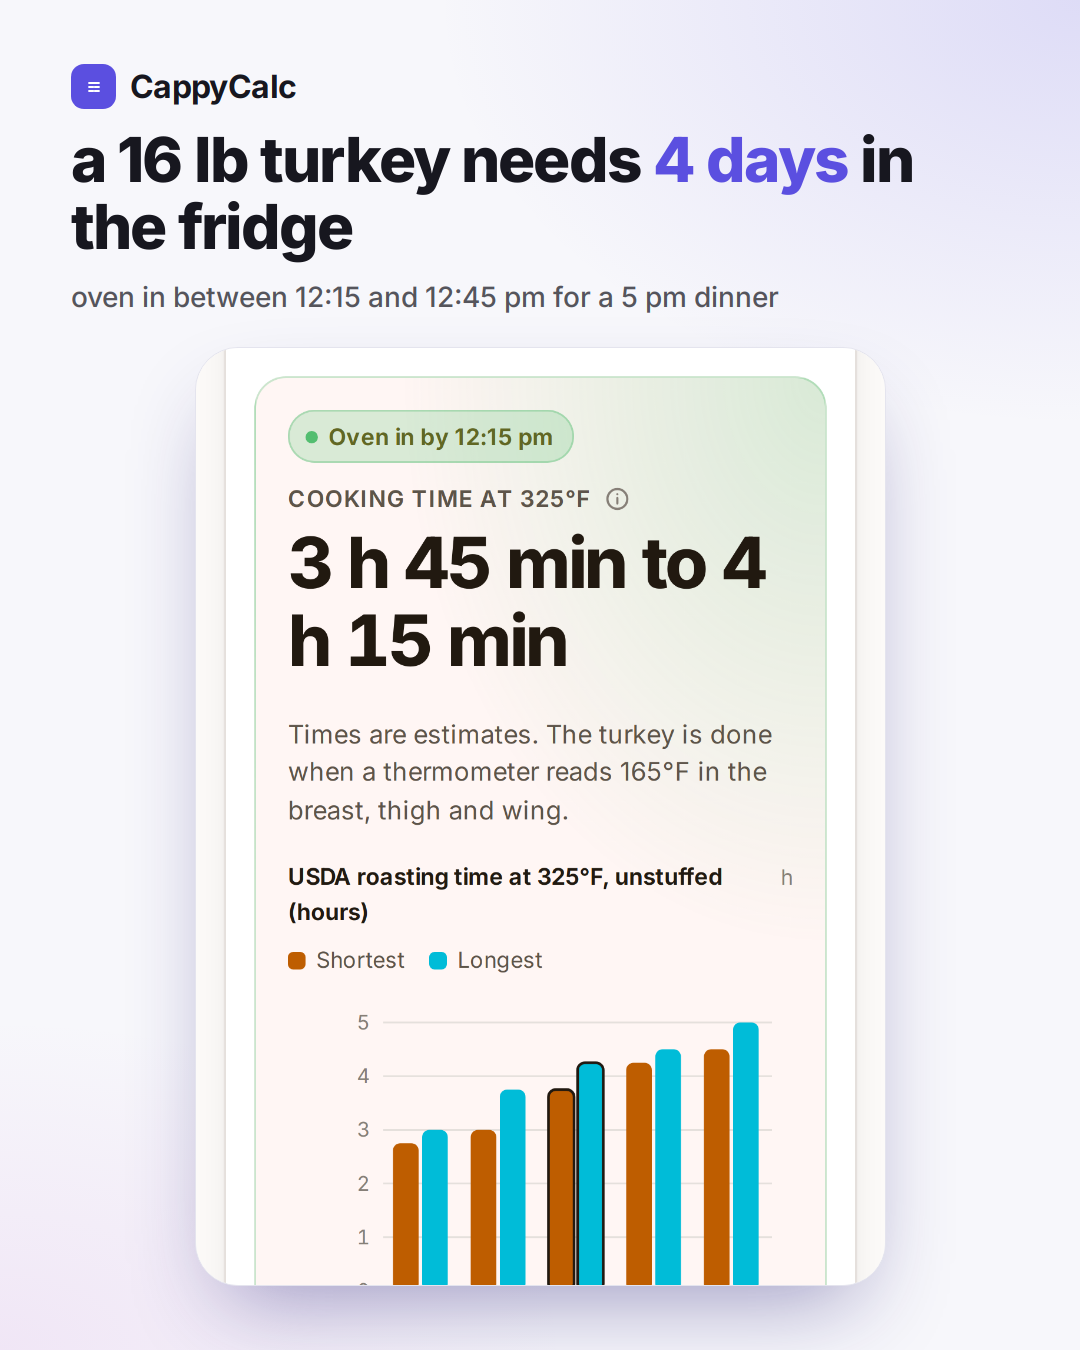 CappyCalc
a 16 lb turkey needs 4 days in
the fridge
oven in between 12:15 and 12:45 pm for a 5 pm dinner
Oven in by 12:15 pm
COOKING TIME AT 325°F
3 h 45 min to 4
h 15 min
Times are estimates. The turkey is done
when a thermometer reads 165°F in the
breast, thigh and wing.
USDA roasting time at 325°F, unstuffed h
(hours)
Shortest Longest
5
4
3
2
1